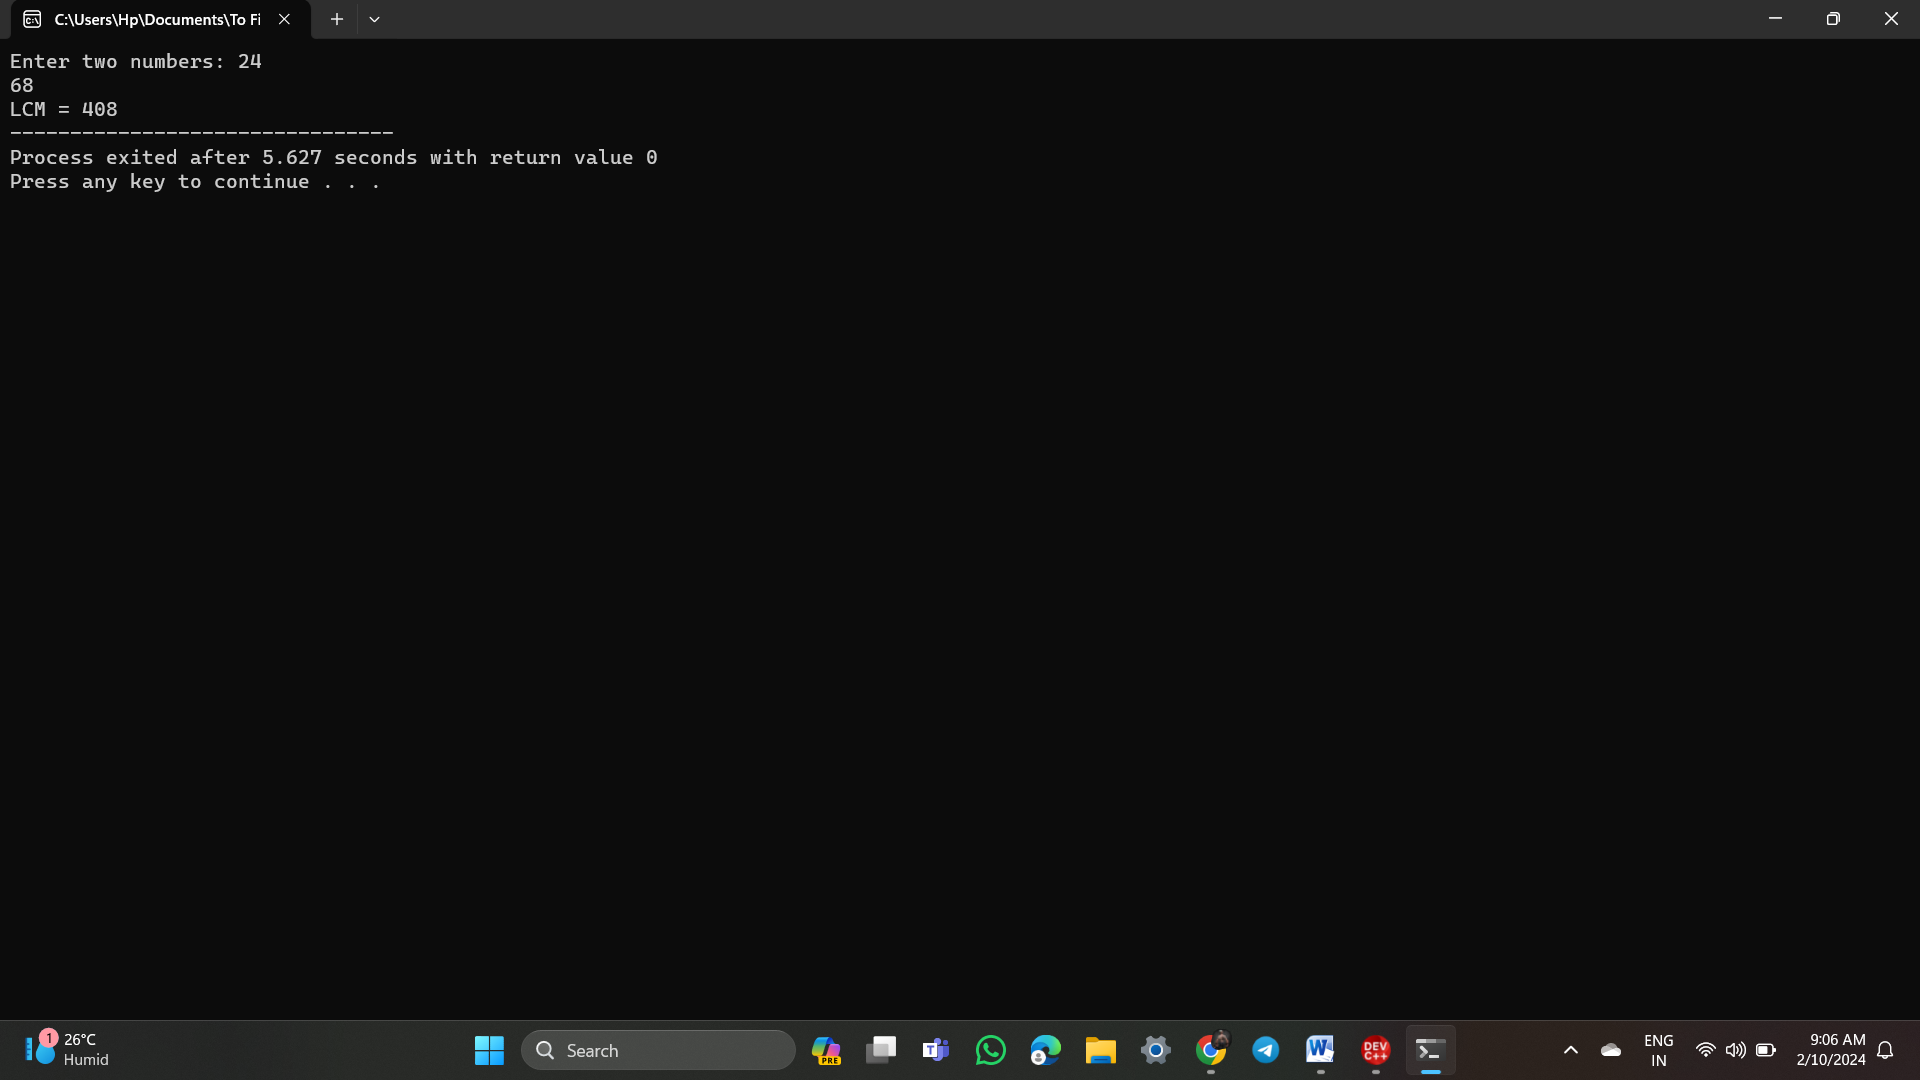 C:\Users\Hp\Documents\To Fi
Enter two numbers: 24
68
LCM = 408
--------------------------------
Process exited after 5.627 seconds with return value 0
Press any key to continue . . .
1
26°C
Humid
Search
PRE
T
W
DEV
C++
ENG
IN
9:06 AM
2/10/2024